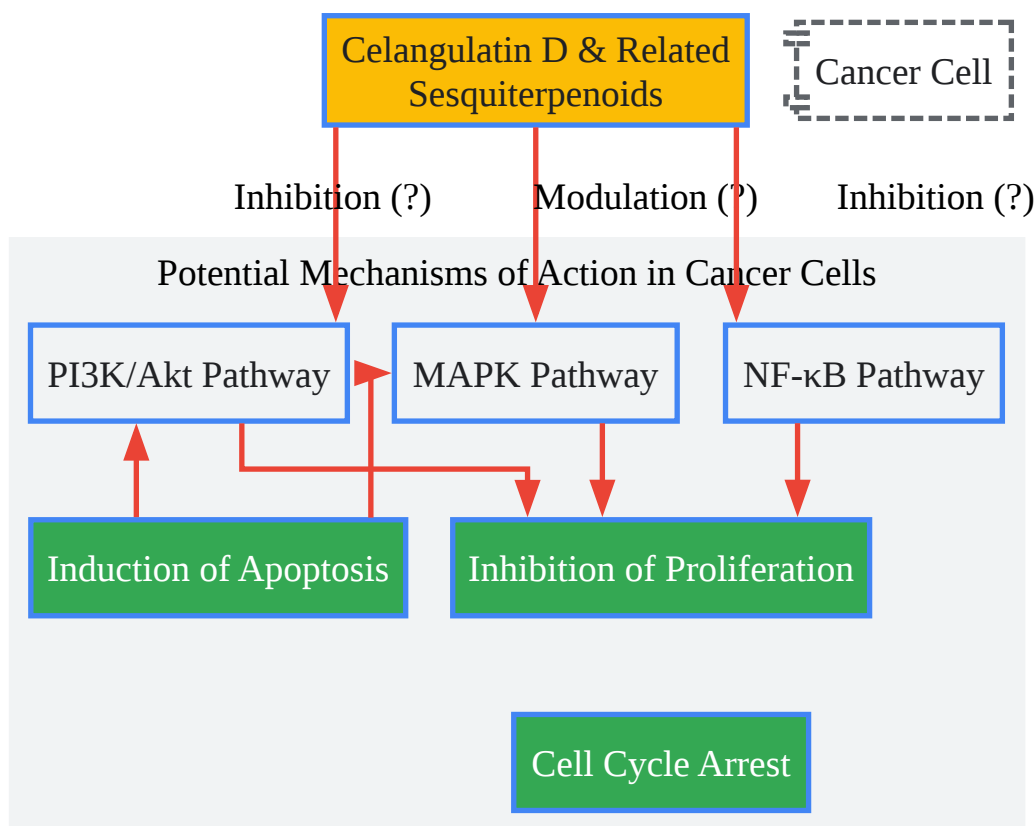 Celangulatin D & Related
Sesquiterpenoids
Cancer Cell
Inhibition (?)
Modulation (?)
Inhibition (?)
Potential Mechanisms of Action in Cancer Cells
PI3K/Akt Pathway
MAPK Pathway
NF-κB Pathway
Induction of Apoptosis
Inhibition of Proliferation
Cell Cycle Arrest